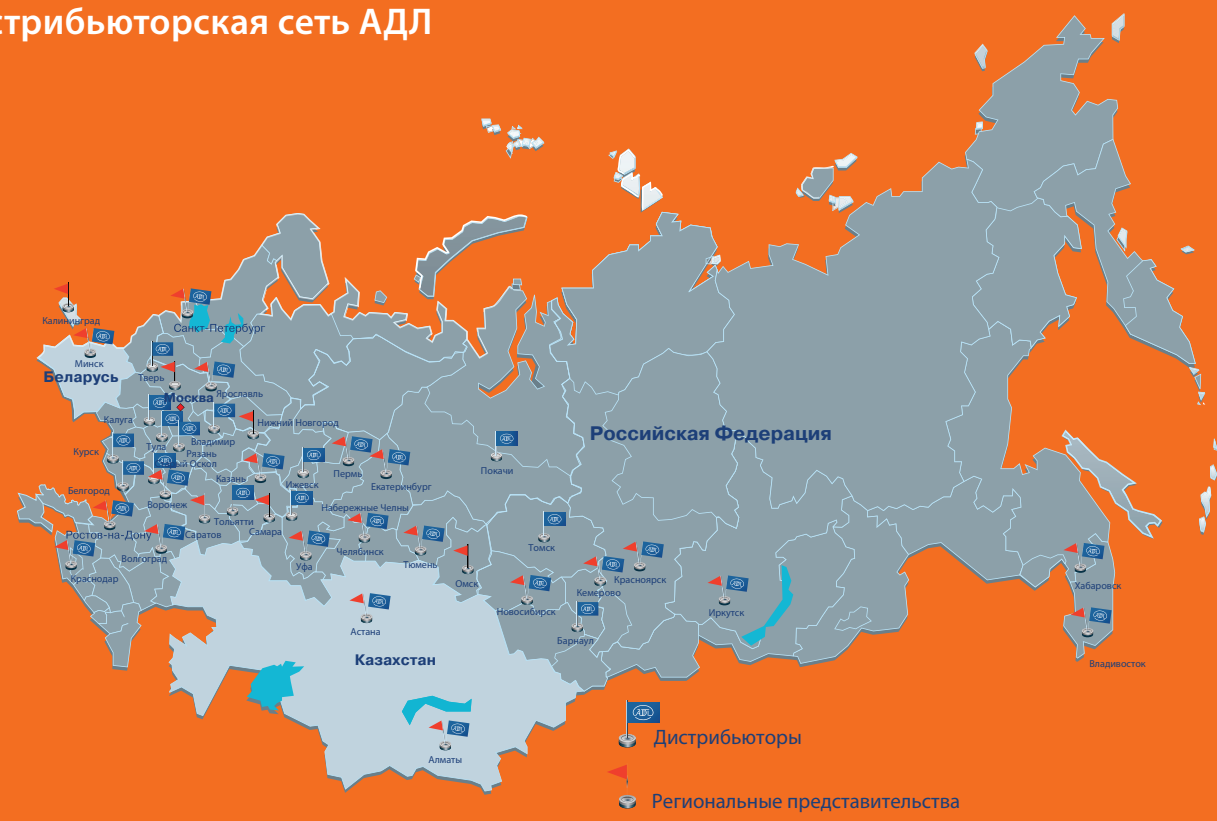 стрибьюторская сеть АДЛ
Калининград
Санкт-Петербург
Минск
Беларусь
Тверь
Ярославль
Москва
Калуга
Нижний Новгород
Владимир
Тула
Рязань
Курск
Оскол
Российская Федерация
Покачи
Казань
Ижевск
Пермь
Екатеринбург
Белгород
Воронеж
Набережные Челны
Тольятти
Самара
Ростов-на-Дону
Саратов
Челябинск
Томск
Волгоград
Уфа
Тюмень
Омск
Краснодар
Красноярск
Кемерово
Хабаровск
Новосибирск
Иркутск
Астана
Барнаул
Казахстан
Владивосток
Алматы
Дистрибьюторы
Региональные представительства